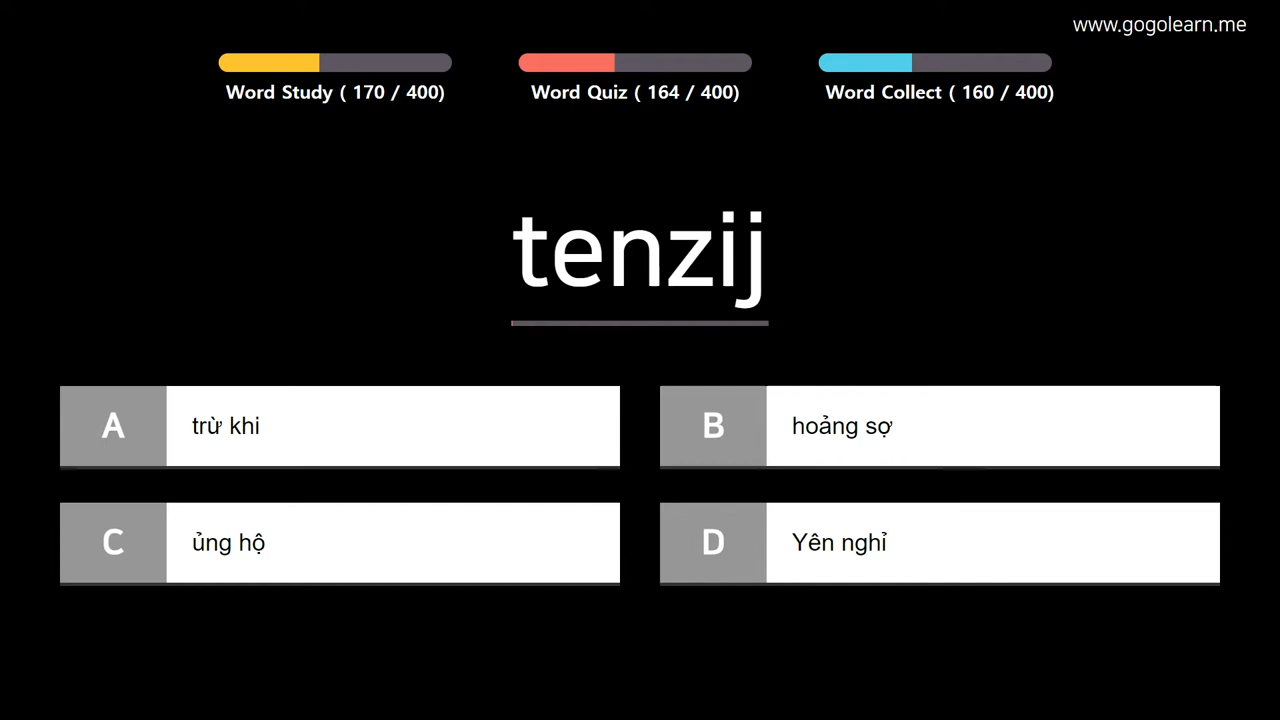 www.gogolearn.me
Word Study ( 170 / 400)
Word Quiz ( 164 / 400)
Word Collect ( 160 / 400)
tenzij
A trừ khi
B hoảng sợ
C ủng hộ
D Yên nghỉ